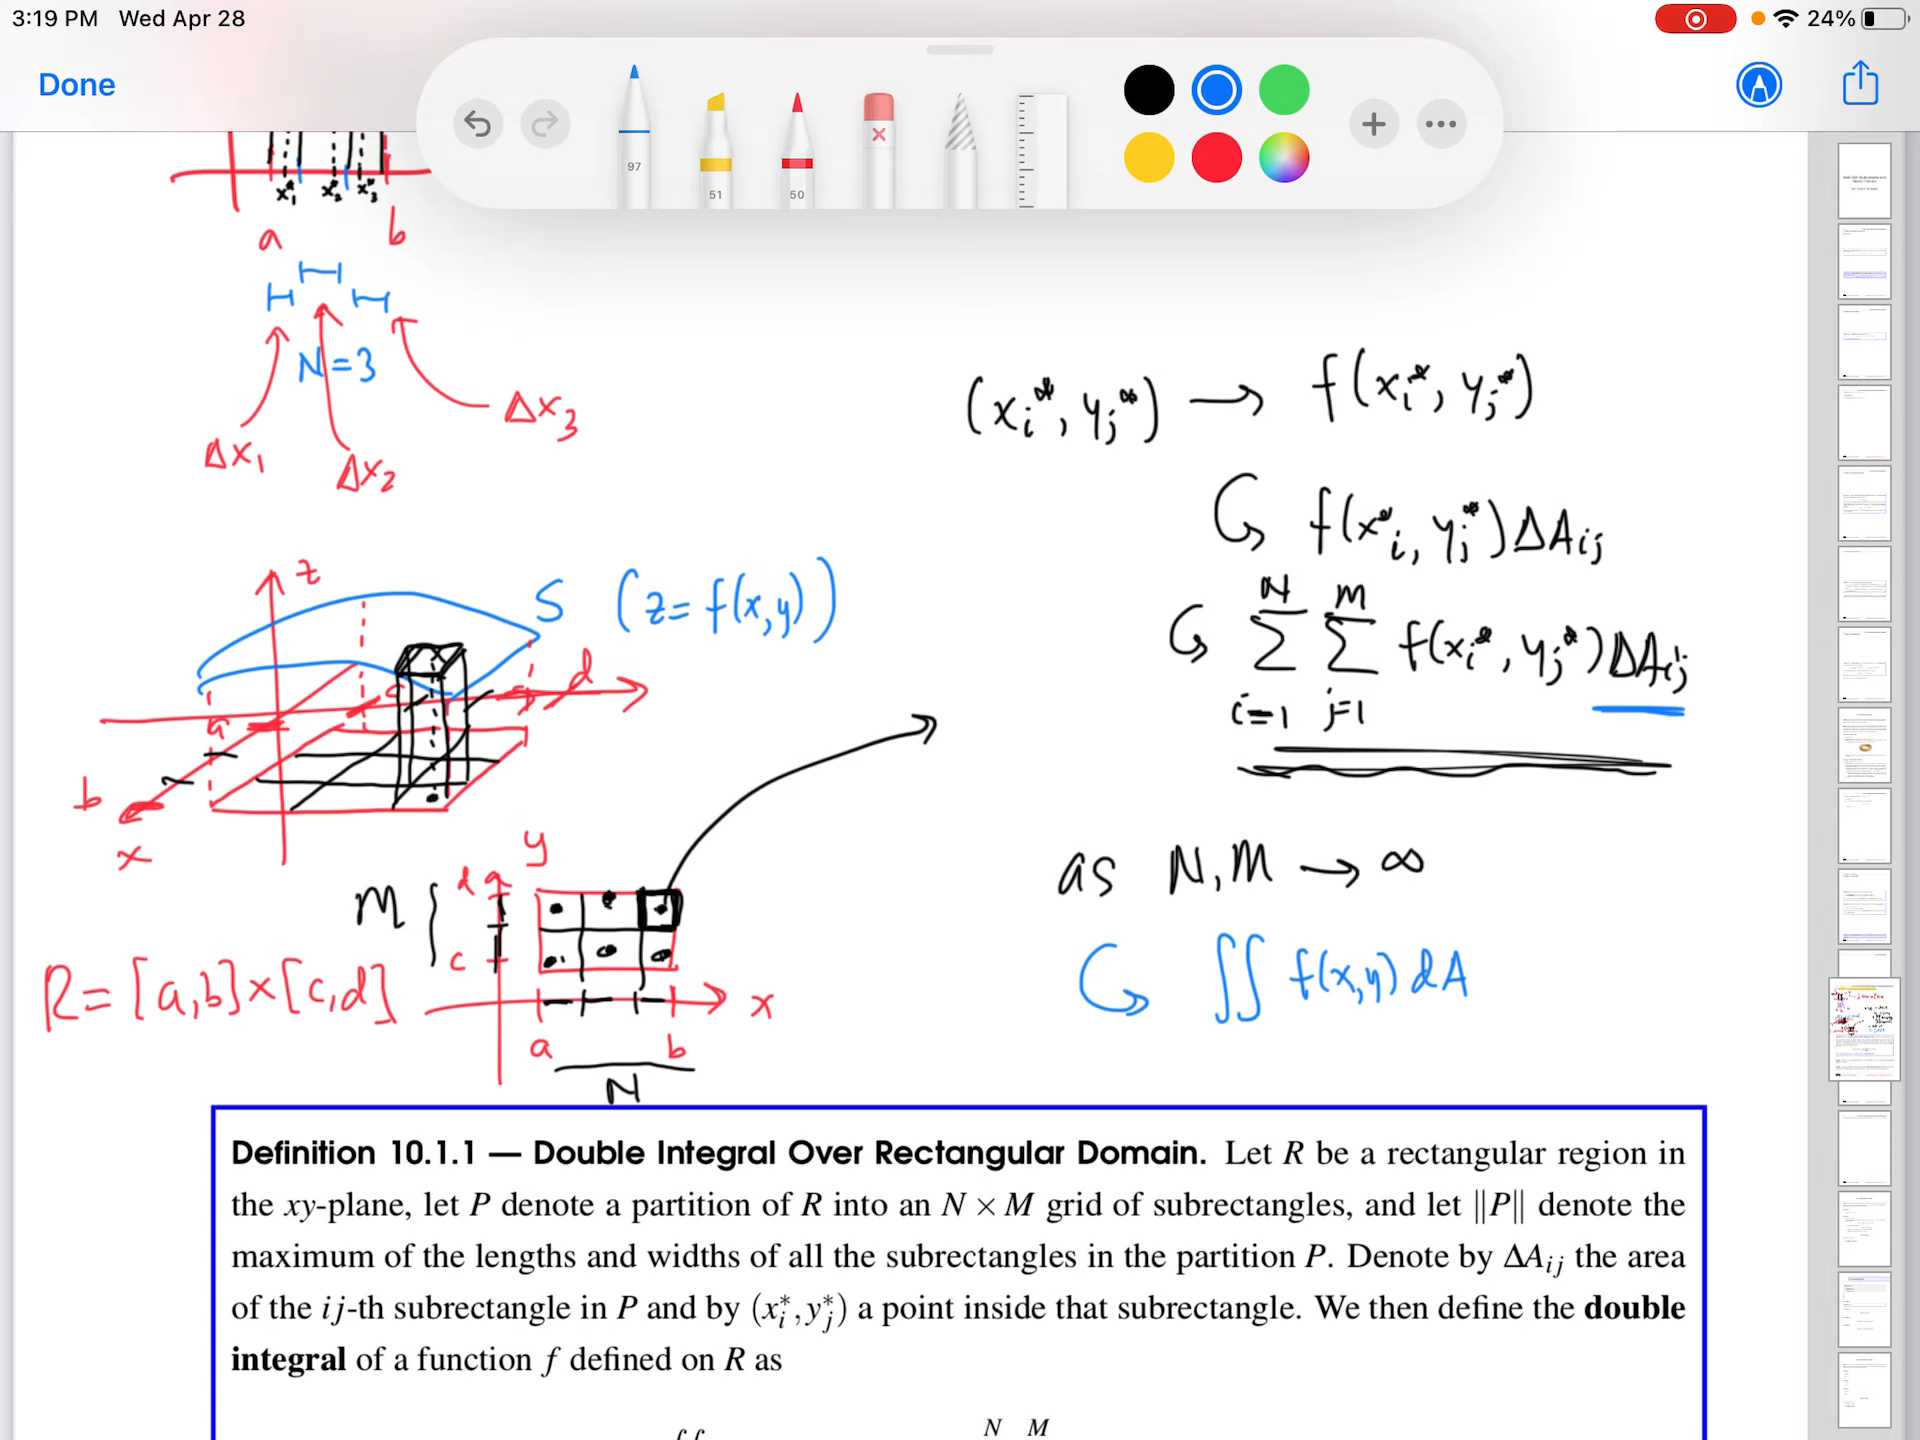 3:19 PM Wed Apr 28
24%
Done
97
51
50
x₁* x₂* x₃*
a b
N=3
Δx₁
Δx₂
Δx₃
(xᵢ*, yⱼ*) → f(xᵢ*, yⱼ*)
f(xᵢ*, yⱼ*)ΔAᵢⱼ
N M
∑ ∑ f(xᵢ*, yⱼ*)ΔAᵢⱼ
i=1 j=1
z
S (z=f(x,y))
c
d
a
b
x
y
M
d
c
R=[a,b]×[c,d]
x
a b
N
as N,M → ∞
∬ f(x,y) dA
Definition 10.1.1 — Double Integral Over Rectangular Domain. Let R be a rectangular region in
the xy-plane, let P denote a partition of R into an N × M grid of subrectangles, and let ‖P‖ denote the
maximum of the lengths and widths of all the subrectangles in the partition P. Denote by ΔAᵢⱼ the area
of the ij-th subrectangle in P and by (xᵢ*, yⱼ*) a point inside that subrectangle. We then define the double
integral of a function f defined on R as
N M